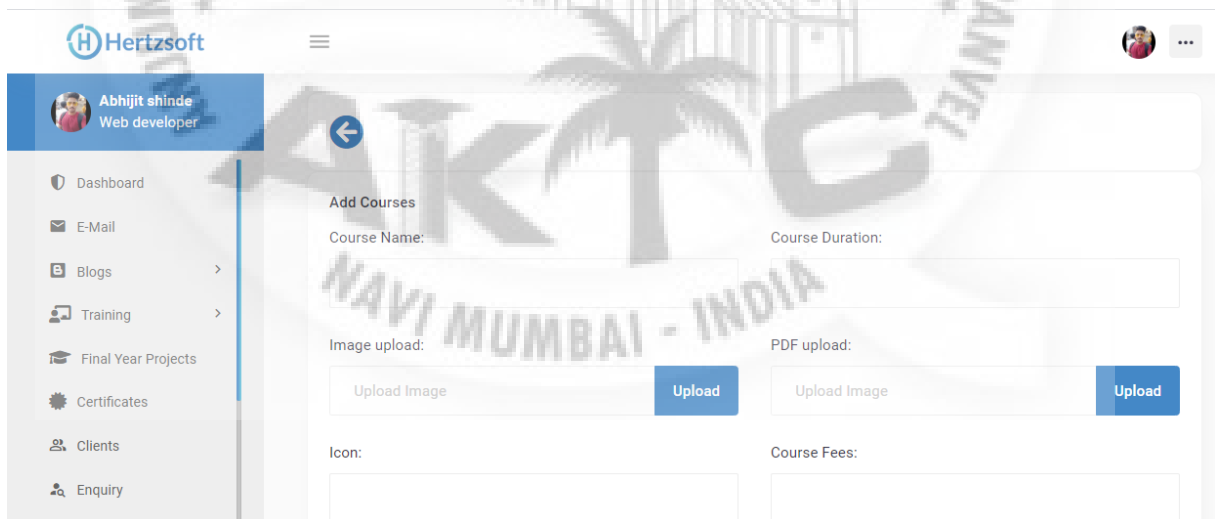 Hertzsoft
Abhijit shinde
Web developer
Dashboard
E-Mail
Blogs
Training
Final Year Projects
Certificates
Clients
Enquiry
Add Courses
Course Name:
Course Duration:
Image upload:
PDF upload:
Upload Image
Upload
Upload Image
Upload
Icon:
Course Fees:
AKTC
NAVI MUMBAI - INDIA
ANVEL